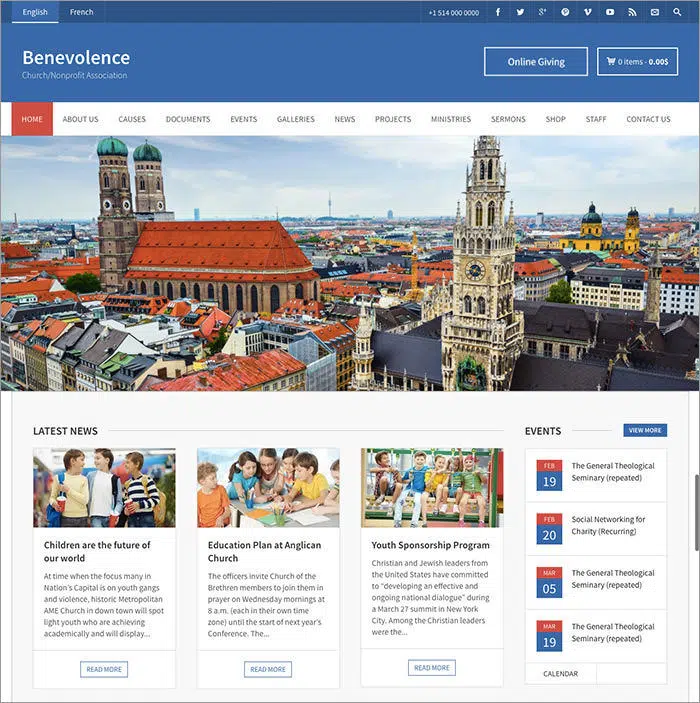 English French +1 514 000 0000
Benevolence
Church/Nonprofit Association
Online Giving
0 items - 0.00$
HOME ABOUT US CAUSES DOCUMENTS EVENTS GALLERIES NEWS PROJECTS MINISTRIES SERMONS SHOP STAFF CONTACT US
LATEST NEWS
Children are the future of
our world
At time when the focus many in
Nation's Capital is on youth gangs
and violence, historic Metropolitan
AME Church in down town will spot
light youth who are achieving
academically and will display...
READ MORE
Education Plan at Anglican
Church
The officers invite Church of the
Brethren members to join them in
prayer on Wednesday mornings at
8 a.m. (each in their own time
zone) until the start of next year's
Conference. The...
READ MORE
Youth Sponsorship Program
Christian and Jewish leaders from
the United States have committed
to "developing an effective and
ongoing national dialogue" during
a March 27 summit in New York
City. Among the Christian leaders
were the...
READ MORE
EVENTS
VIEW MORE
FEB
19
The General Theological
Seminary (repeated)
FEB
20
Social Networking for
Charity (Recurring)
MAR
05
The General Theological
Seminary (repeated)
MAR
19
The General Theological
Seminary (repeated)
CALENDAR